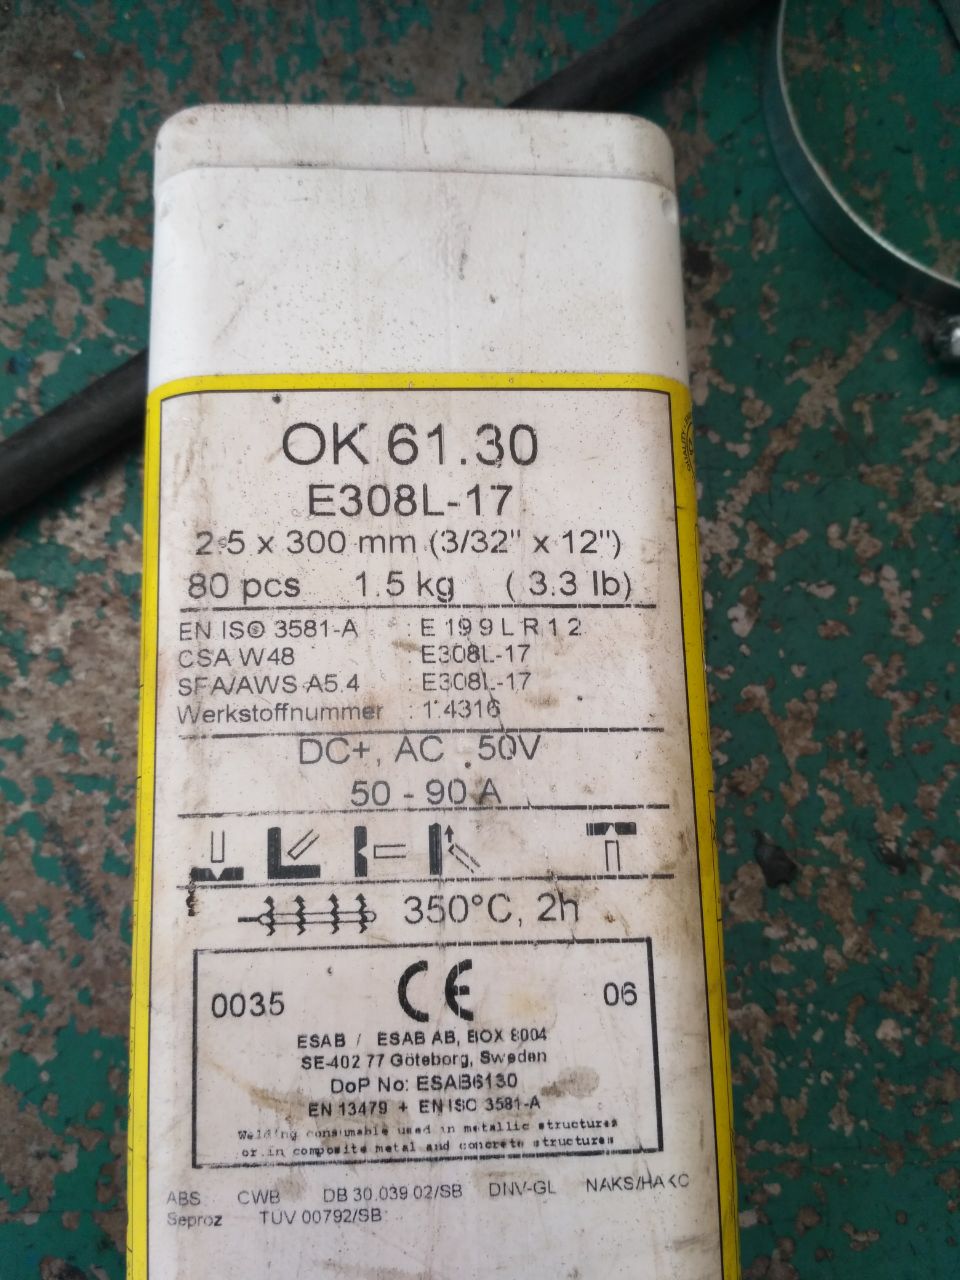 OK 61.30
E308L-17
2.5 x 300 mm (3/32" x 12")
80 pcs 1.5 kg ( 3.3 lb)
EN ISO 3581-A : E 19 9 L R 1 2
CSA W48 E308L-17
SFA/AWS A5.4 : E308L-17
Werkstoffnummer : 1.4316
DC+, AC 50V
50 - 90 A
350°C, 2h
0035 CE 06
ESAB / ESAB AB, BOX 8004
SE-402 77 Göteborg, Sweden
DoP No: ESAB6130
EN 13479 + EN ISO 3581-A
Welding consumable used in metallic structures
or in composite metal and concrete structures
ABS CWB DB 30.039 02/SB DNV-GL NAKS/HAKC
Seproz TÜV 00792/SB